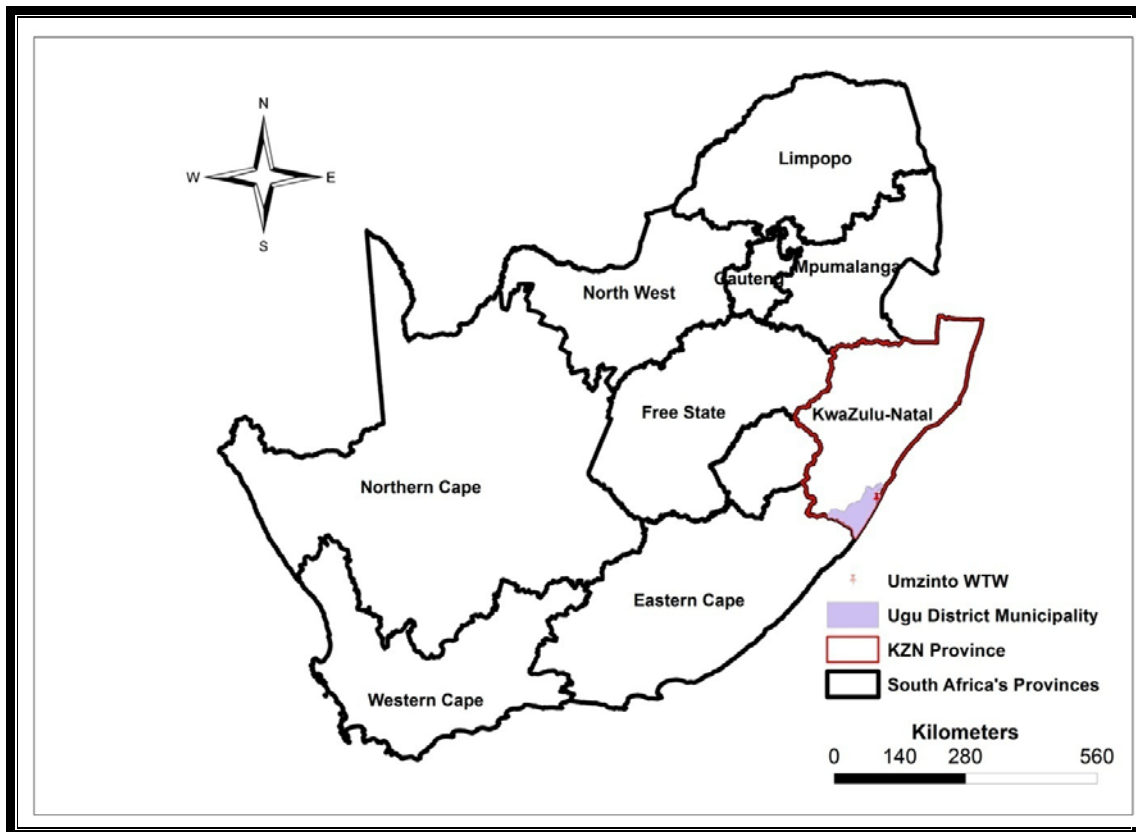 N
W E
S
Limpopo
Mpumalanga
Gauteng
North West
Free State
KwaZulu-Natal
Northern Cape
Eastern Cape
Western Cape
Umzinto WTW
Ugu District Municipality
KZN Province
South Africa's Provinces
Kilometers
0 140 280 560